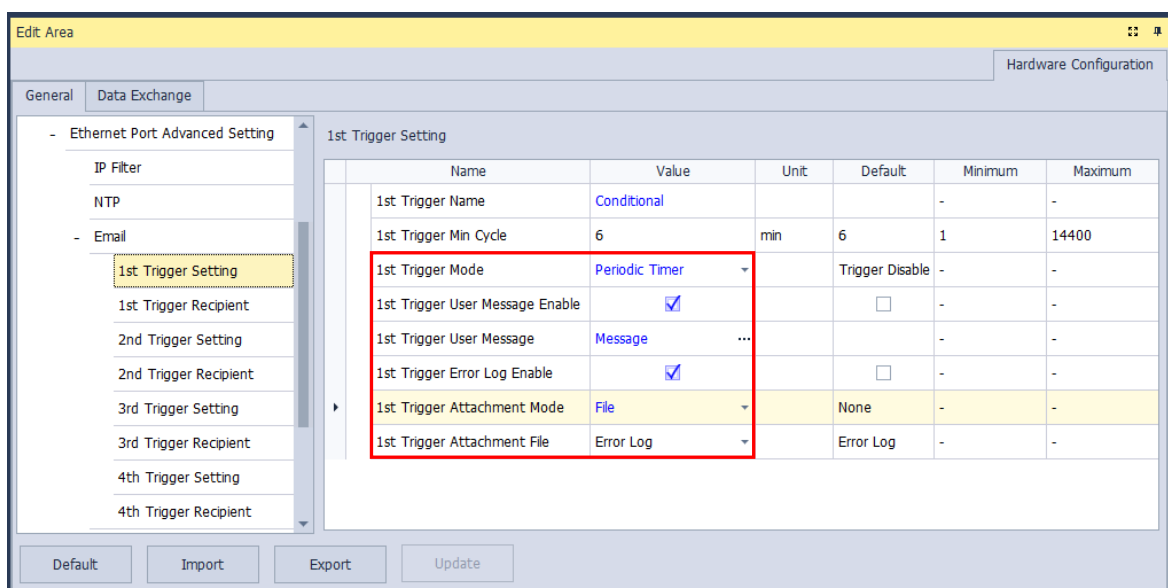 Edit Area
Hardware Configuration
General Data Exchange
- Ethernet Port Advanced Setting
IP Filter
NTP
- Email
1st Trigger Setting
1st Trigger Recipient
2nd Trigger Setting
2nd Trigger Recipient
3rd Trigger Setting
3rd Trigger Recipient
4th Trigger Setting
4th Trigger Recipient
1st Trigger Setting
Name Value Unit Default Minimum Maximum
1st Trigger Name Conditional - -
1st Trigger Min Cycle 6 min 6 1 14400
1st Trigger Mode Periodic Timer Trigger Disable - -
1st Trigger User Message Enable - -
1st Trigger User Message Message ... - -
1st Trigger Error Log Enable - -
1st Trigger Attachment Mode File None - -
1st Trigger Attachment File Error Log Error Log - -
Default Import Export Update